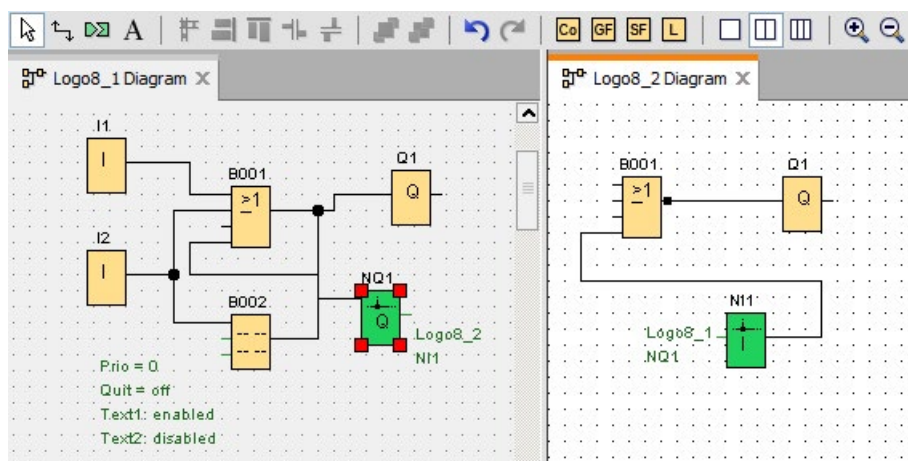 A
Co GF SF L
Logo8_1 Diagram
I1
I
B001
≥1
Q1
Q
I2
I
B002
NQ1
Q
Logo8_2
NI1
Prio = 0
Quit = off
Text1: enabled
Text2: disabled
Logo8_2 Diagram
B001
≥1
Q1
Q
NI1
Logo8_1
NQ1
I